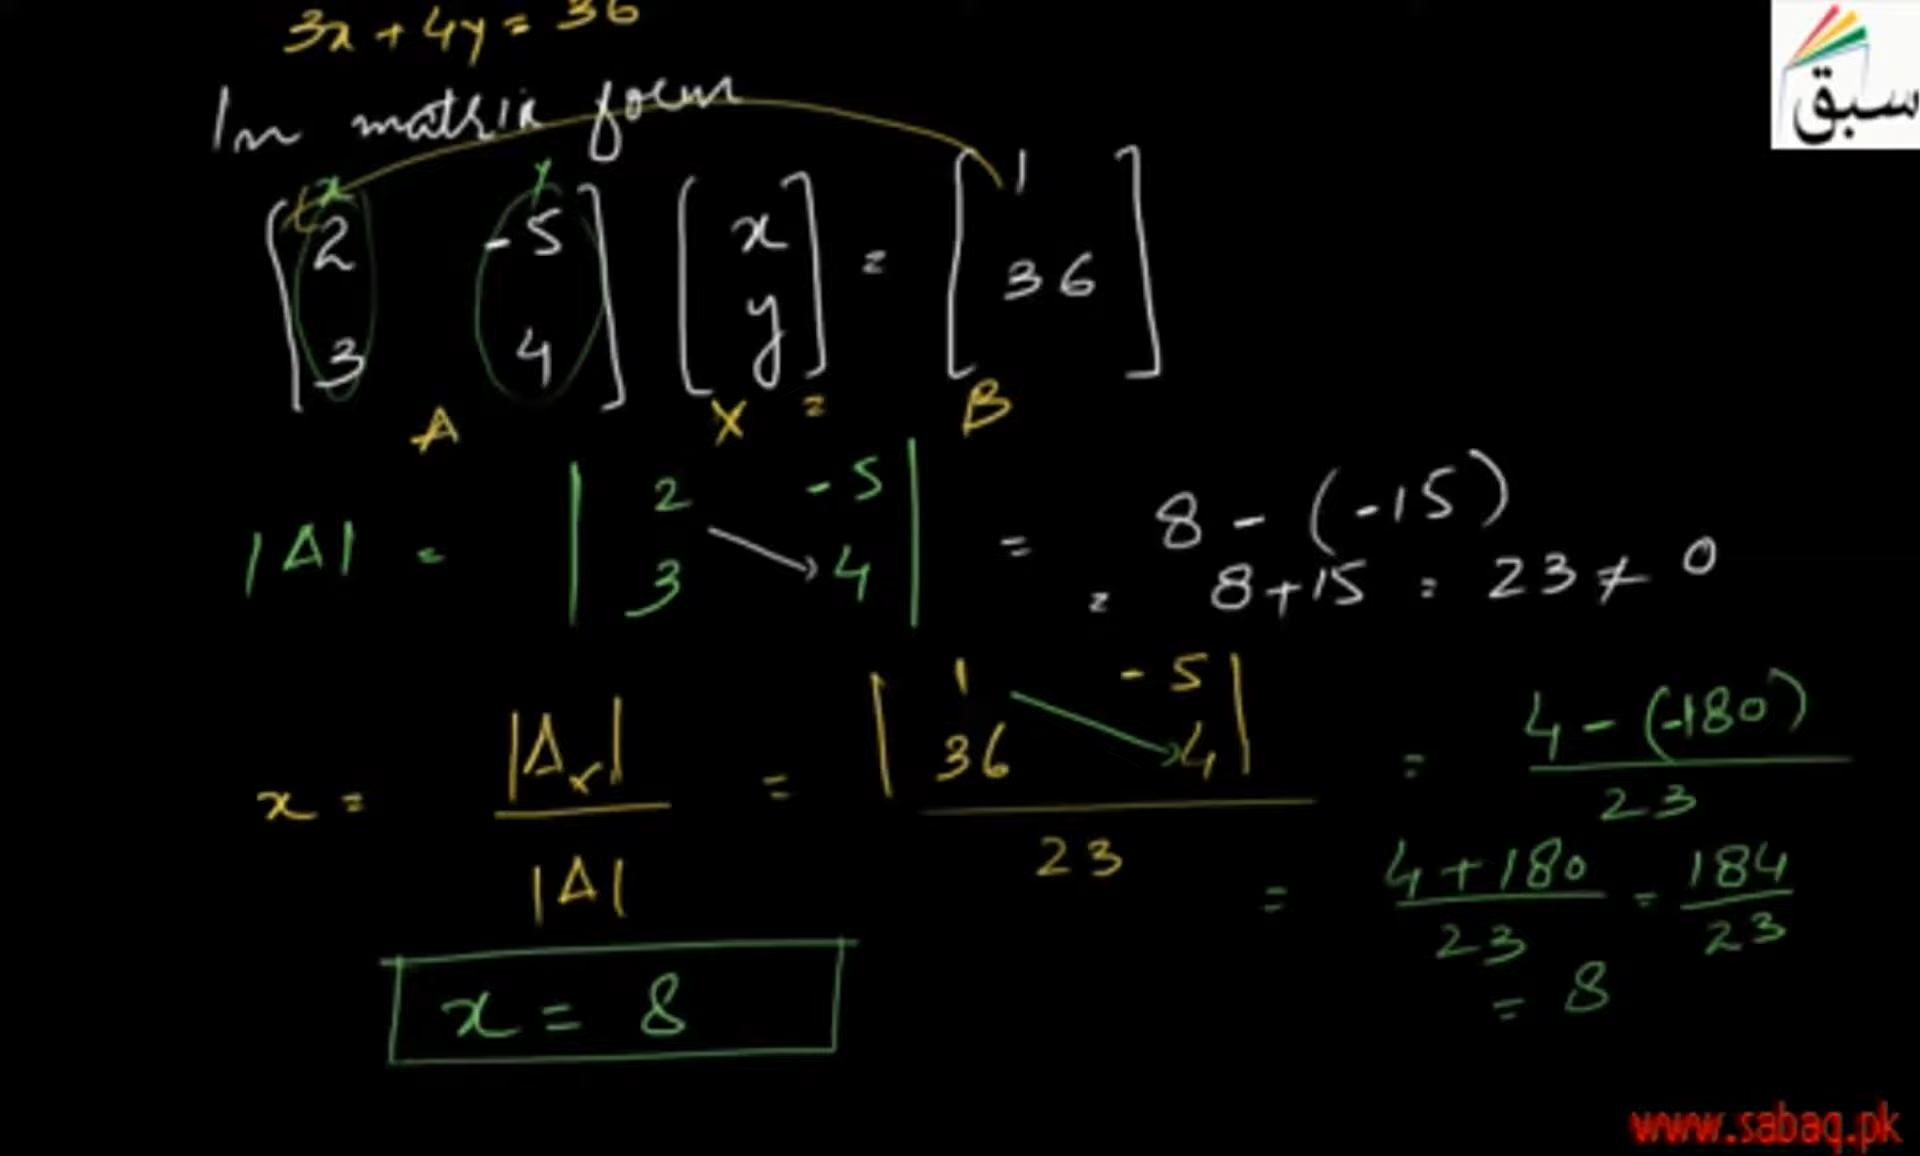 3x + 4y = 36
سبق
In matrix form
x y
[2 -5] [x] = [1]
[3 4] [y] [36]
A X = B
|A| = |2 -5| = 8 - (-15)
|3 4| = 8+15 = 23 ≠ 0
x = |Ax| = |1 -5| = 4 - (-180)
|36 4|
|A| 23 23
= 4+180 = 184
23 23
= 8
x = 8
www.sabaq.pk